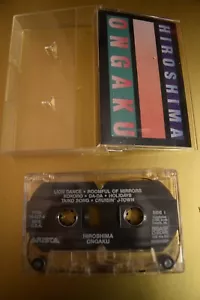 HIROSHIMA
ONGAKU
LION DANCE • ROOMFUL OF MIRRORS
KOKORO • DA-DA • HOLIDAYS
TAIKO SONG • CRUISIN' J-TOWN
SIDE 1
HIROSHIMA
ONGAKU
ARISTA